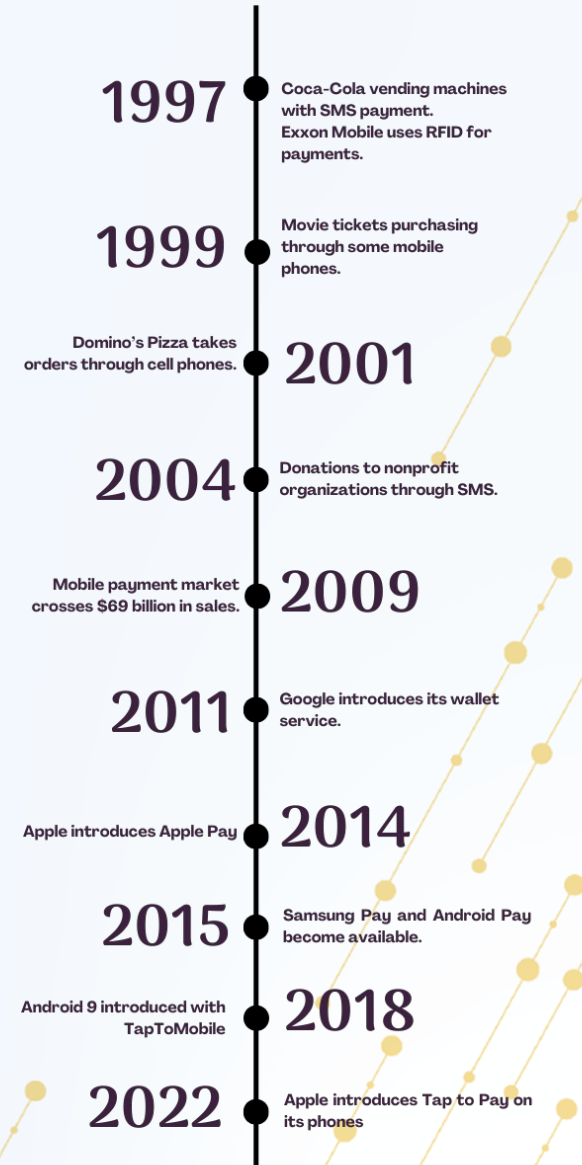 1997
Coca-Cola vending machines
with SMS payment.
Exxon Mobile uses RFID for
payments.
1999
Movie tickets purchasing
through some mobile
phones.
Domino’s Pizza takes
orders through cell phones.
2001
2004
Donations to nonprofit
organizations through SMS.
Mobile payment market
crosses $69 billion in sales.
2009
2011
Google introduces its wallet
service.
Apple introduces Apple Pay
2014
2015
Samsung Pay and Android Pay
become available.
Android 9 introduced with
TapToMobile
2018
2022
Apple introduces Tap to Pay on
its phones